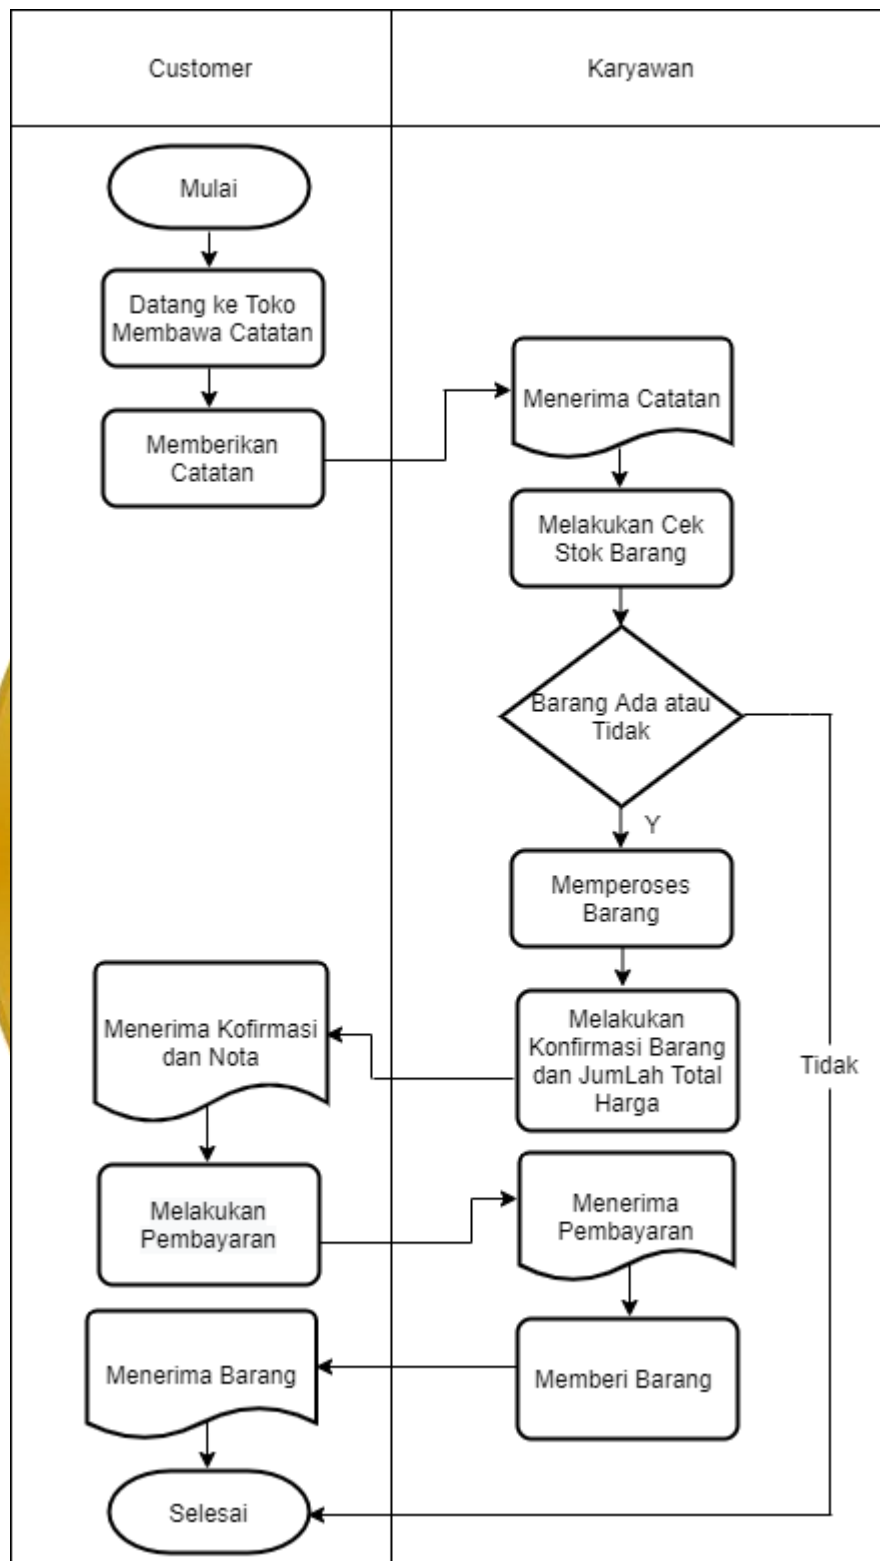 Customer
Karyawan
Mulai
Datang ke Toko
Membawa Catatan
Memberikan
Catatan
Menerima Catatan
Melakukan Cek
Stok Barang
Barang Ada atau
Tidak
Y
Memperoses
Barang
Melakukan
Konfirmasi Barang
dan JumLah Total
Harga
Tidak
Menerima Kofirmasi
dan Nota
Melakukan
Pembayaran
Menerima
Pembayaran
Memberi Barang
Menerima Barang
Selesai